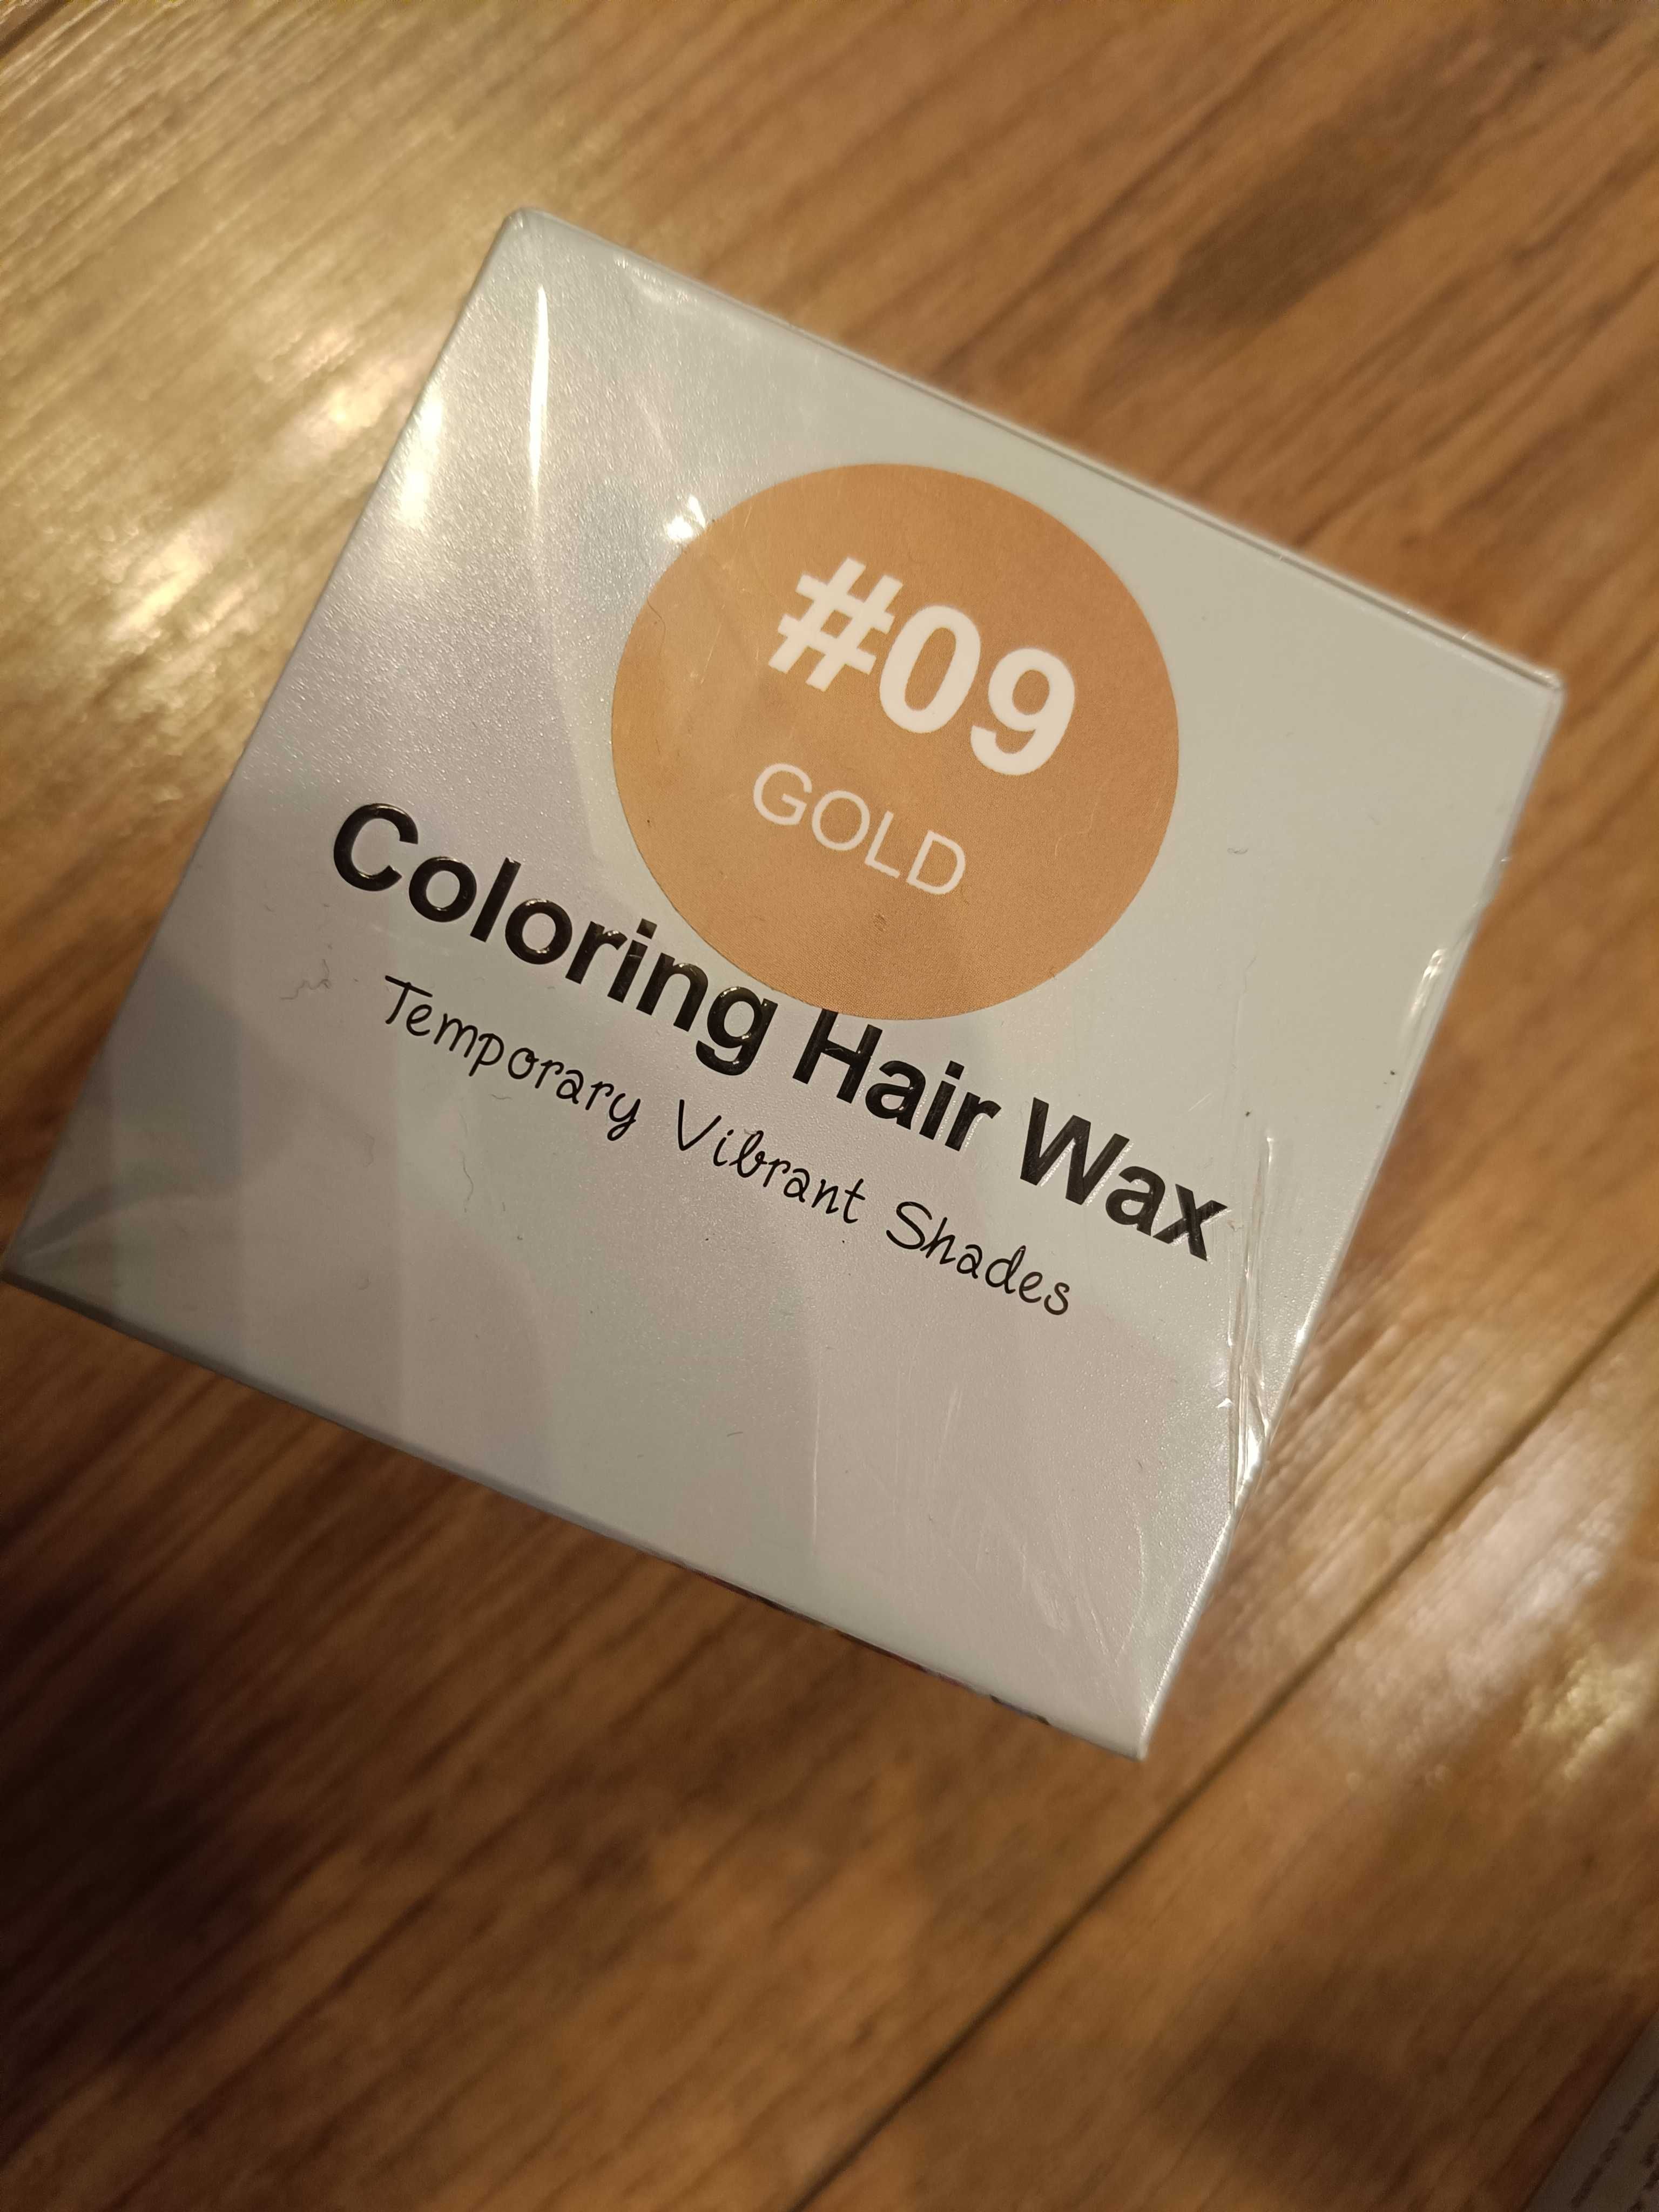 #09
GOLD
Coloring Hair Wax
Temporary Vibrant Shades